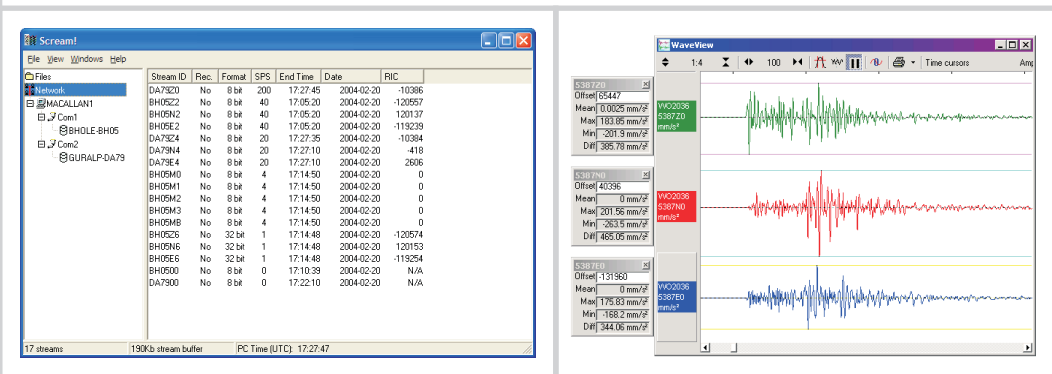 Scream!
File View Windows Help
Files
Network
MACALLAN1
Com1
BHOLE-BH05
Com2
GURALP-DA79
Stream ID Rec. Format SPS End Time Date RIC
DA79Z0 No 8 bit 200 17:27:45 2004-02-20 -10386
BH05Z2 No 8 bit 40 17:05:20 2004-02-20 -120557
BH05N2 No 8 bit 40 17:05:20 2004-02-20 120137
BH05E2 No 8 bit 40 17:05:20 2004-02-20 -119239
DA79Z4 No 8 bit 20 17:27:35 2004-02-20 -10384
DA79N4 No 8 bit 20 17:27:10 2004-02-20 -418
DA79E4 No 8 bit 20 17:27:10 2004-02-20 2606
BH05M0 No 8 bit 4 17:14:50 2004-02-20 0
BH05M1 No 8 bit 4 17:14:50 2004-02-20 0
BH05M2 No 8 bit 4 17:14:50 2004-02-20 0
BH05M3 No 8 bit 4 17:14:50 2004-02-20 0
BH05M8 No 8 bit 4 17:14:50 2004-02-20 0
BH05Z6 No 32 bit 1 17:14:48 2004-02-20 -120574
BH05N6 No 32 bit 1 17:14:48 2004-02-20 120153
BH05E6 No 32 bit 1 17:14:48 2004-02-20 -119254
BH0500 No 8 bit 0 17:10:39 2004-02-20 N/A
DA7900 No 8 bit 0 17:22:10 2004-02-20 N/A
17 streams 190Kb stream buffer PC Time (UTC): 17:27:47
WaveView
1:4 100 Time cursors Amp
5387Z0
Offset 65447
Mean 0.0025 mm/s²
Max 183.85 mm/s²
Min -201.9 mm/s²
Diff 385.78 mm/s²
WO2036
5387Z0
mm/s²
5387N0
Offset 40396
Mean 0 mm/s²
Max 201.56 mm/s²
Min -263.5 mm/s²
Diff 465.05 mm/s²
WO2036
5387N0
mm/s²
5387E0
Offset -131960
Mean 0 mm/s²
Max 175.83 mm/s²
Min -168.2 mm/s²
Diff 344.06 mm/s²
WO2036
5387E0
mm/s²